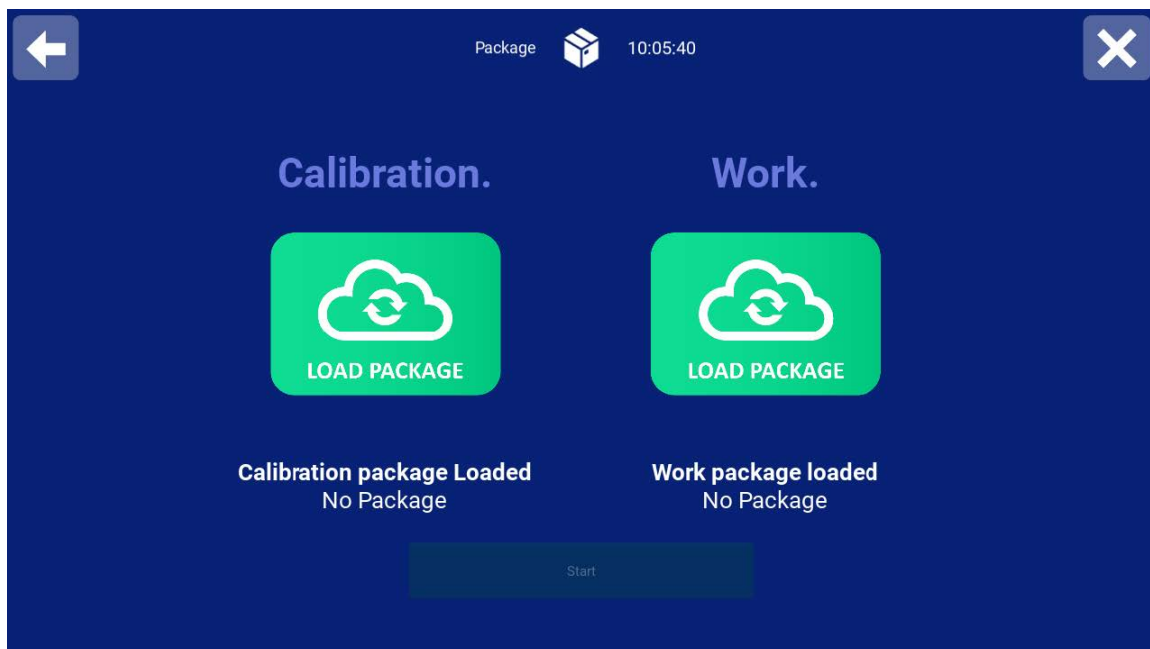 Package 10:05:40
Calibration. Work.
LOAD PACKAGE LOAD PACKAGE
Calibration package Loaded Work package loaded
No Package No Package
Start